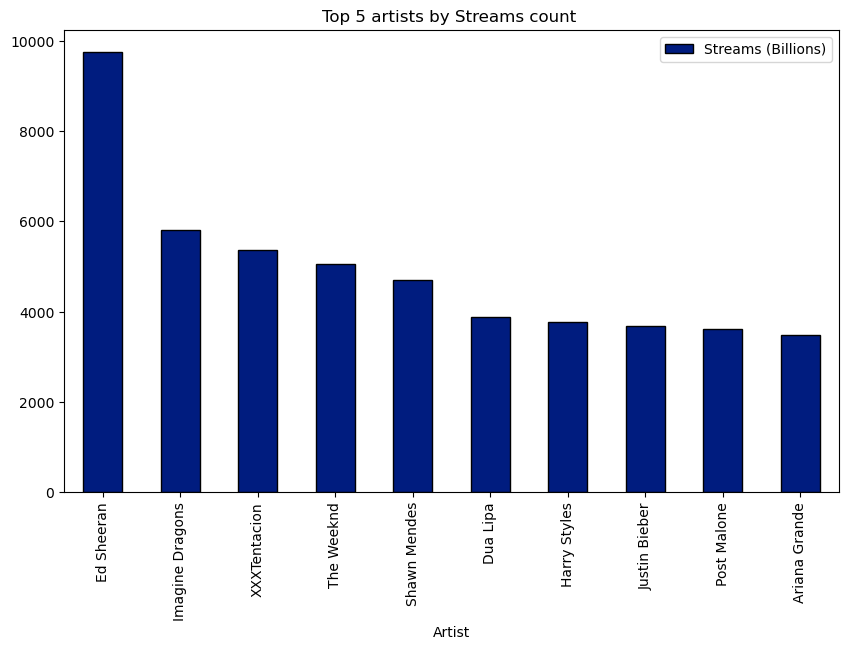 Top 5 artists by Streams count
Streams (Billions)
10000
8000
6000
4000
2000
0
Ed Sheeran
Imagine Dragons
XXXTentacion
The Weeknd
Shawn Mendes
Dua Lipa
Harry Styles
Justin Bieber
Post Malone
Ariana Grande
Artist